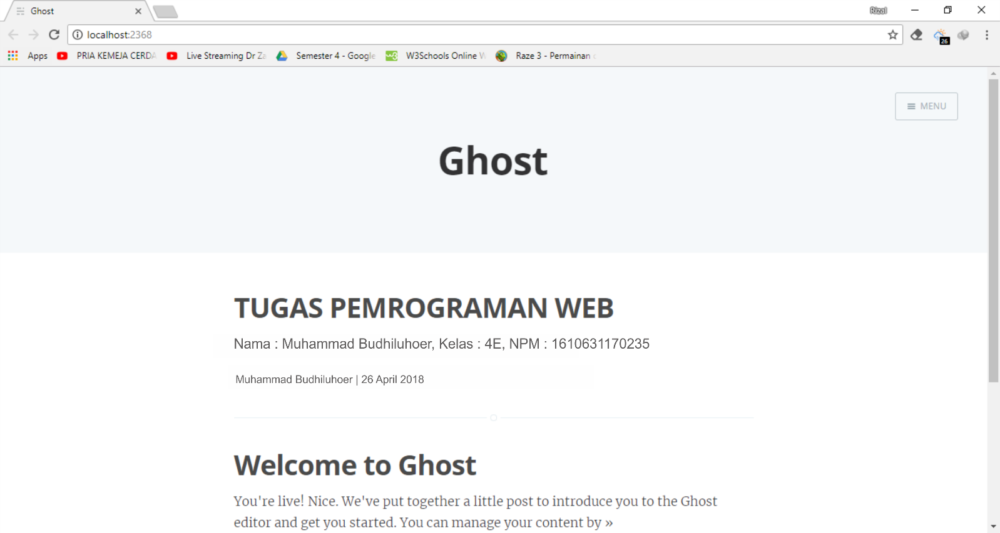 Ghost
Rizal
localhost:2368
26
Apps PRIA KEMEJA CERDA Live Streaming Dr Za Semester 4 - Google W3Schools Online W Raze 3 - Permainan
MENU
Ghost
TUGAS PEMROGRAMAN WEB
Nama : Muhammad Budhiluhoer, Kelas : 4E, NPM : 1610631170235
Muhammad Budhiluhoer | 26 April 2018
Welcome to Ghost
You're live! Nice. We've put together a little post to introduce you to the Ghost
editor and get you started. You can manage your content by »